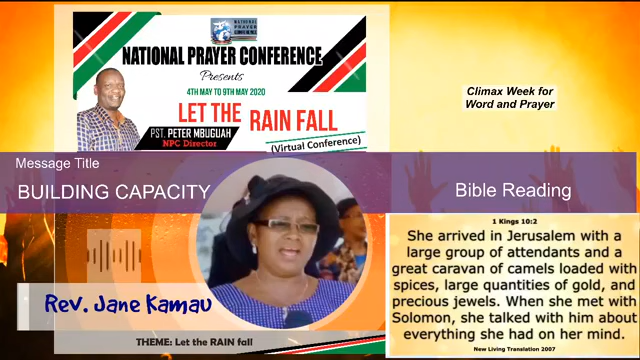 NATIONAL
PRAYER
NATIONAL PRAYER CONFERENCE
Presents
4TH MAY TO 9TH MAY 2020
LET THE RAIN FALL
PST. PETER MBUGUAH
NPC Director
(Virtual Conference)
Climax Week for
Word and Prayer
Message Title
BUILDING CAPACITY
Bible Reading
1 Kings 10:2
She arrived in Jerusalem with a
large group of attendants and a
great caravan of camels loaded with
spices, large quantities of gold, and
precious jewels. When she met with
Solomon, she talked with him about
everything she had on her mind.
New Living Translation 2007
Rev. Jane Kamau
THEME: Let the RAIN fall